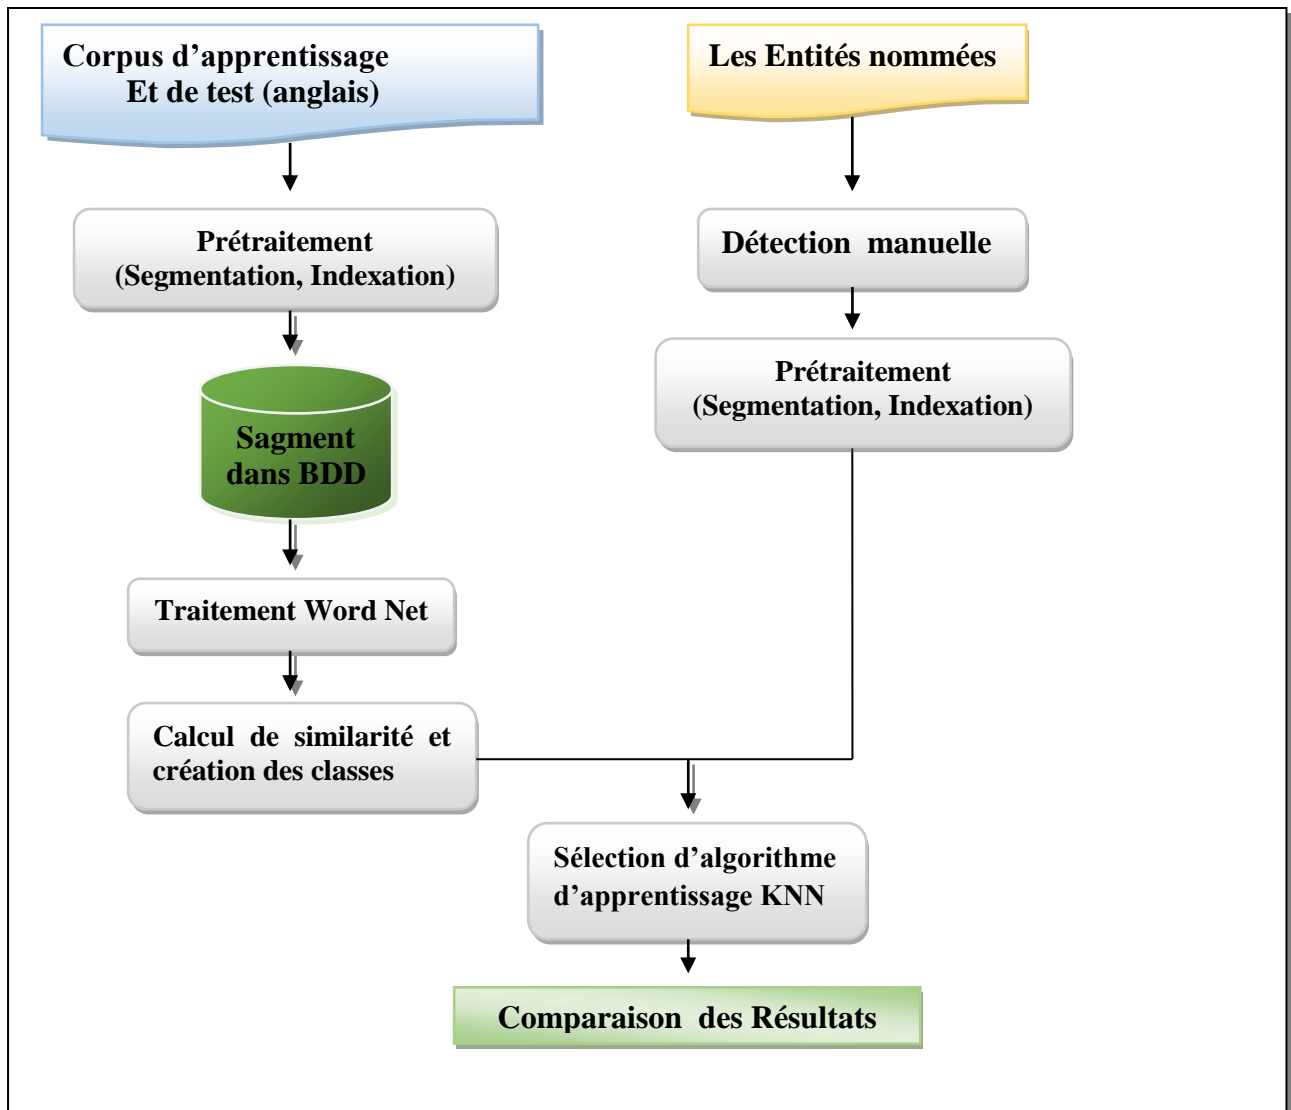 Corpus d’apprentissage
Et de test (anglais)
Les Entités nommées
Prétraitement
(Segmentation, Indexation)
Détection manuelle
Prétraitement
(Segmentation, Indexation)
Sagment
dans BDD
Traitement Word Net
Calcul de similarité et
création des classes
Sélection d’algorithme
d’apprentissage KNN
Comparaison des Résultats